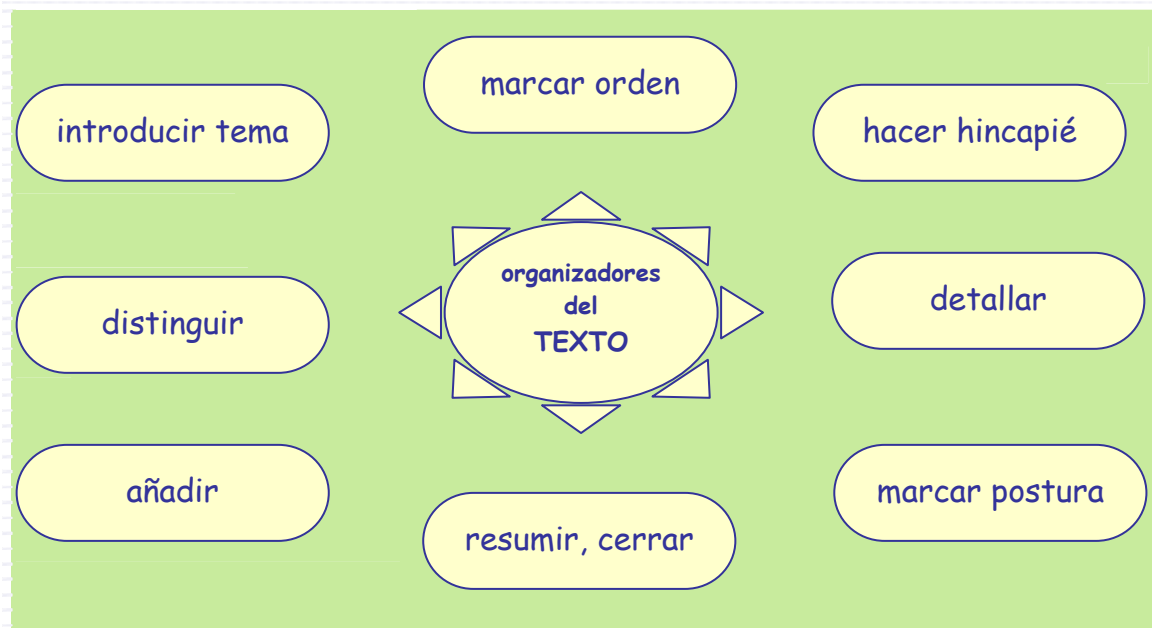 marcar orden
introducir tema
hacer hincapié
organizadores
del
TEXTO
distinguir
detallar
añadir
marcar postura
resumir, cerrar